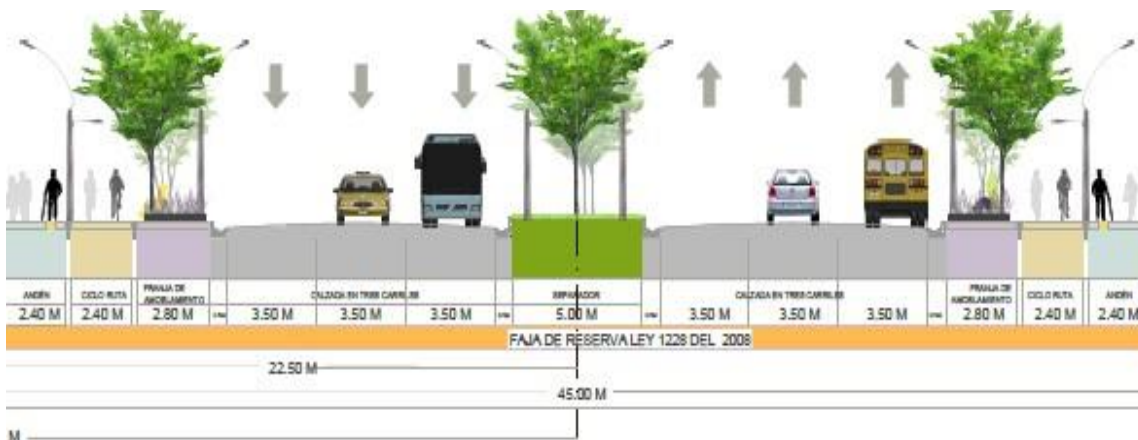 ANDÉN CICLO RUTA FRANJA DE AMOBLAMIENTO CALZADA EN TRES CARRILES SEPARADOR CALZADA EN TRES CARRILES FRANJA DE AMOBLAMIENTO CICLO RUTA ANDÉN
2.40 M 2.40 M 2.80 M 3.50 M 3.50 M 3.50 M 5.00 M 3.50 M 3.50 M 3.50 M 2.80 M 2.40 M 2.40 M
FAJA DE RESERVA LEY 1228 DEL 2008
22.50 M
45.00 M
M